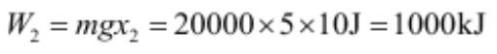 W₂ = mgx₂ = 20000×5×10J = 1000kJ